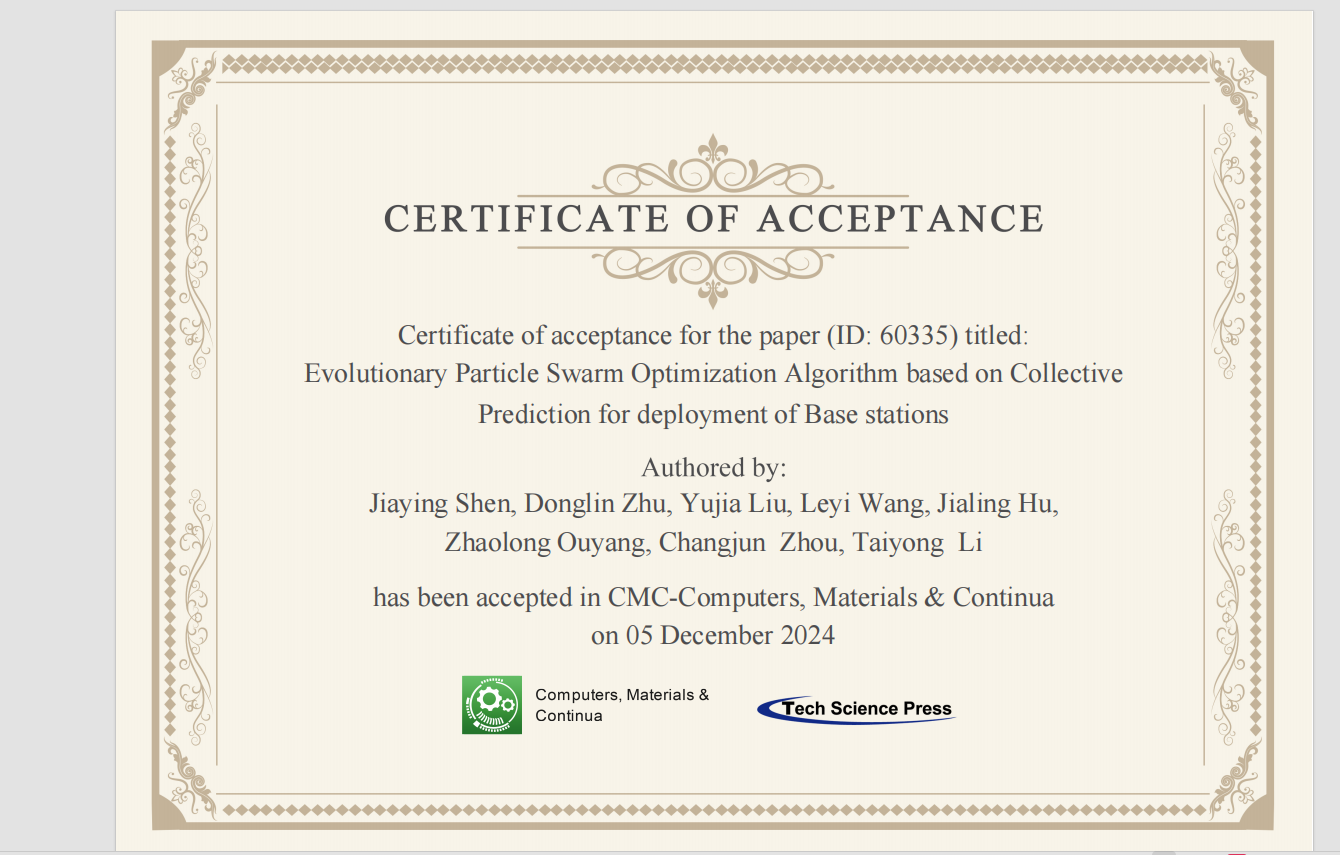 CERTIFICATE OF ACCEPTANCE
Certificate of acceptance for the paper (ID: 60335) titled:
Evolutionary Particle Swarm Optimization Algorithm based on Collective
Prediction for deployment of Base stations
Authored by:
Jiaying Shen, Donglin Zhu, Yujia Liu, Leyi Wang, Jialing Hu,
Zhaolong Ouyang, Changjun  Zhou, Taiyong  Li
has been accepted in CMC-Computers, Materials & Continua
on 05 December 2024
Computers, Materials &
Continua
Tech Science Press